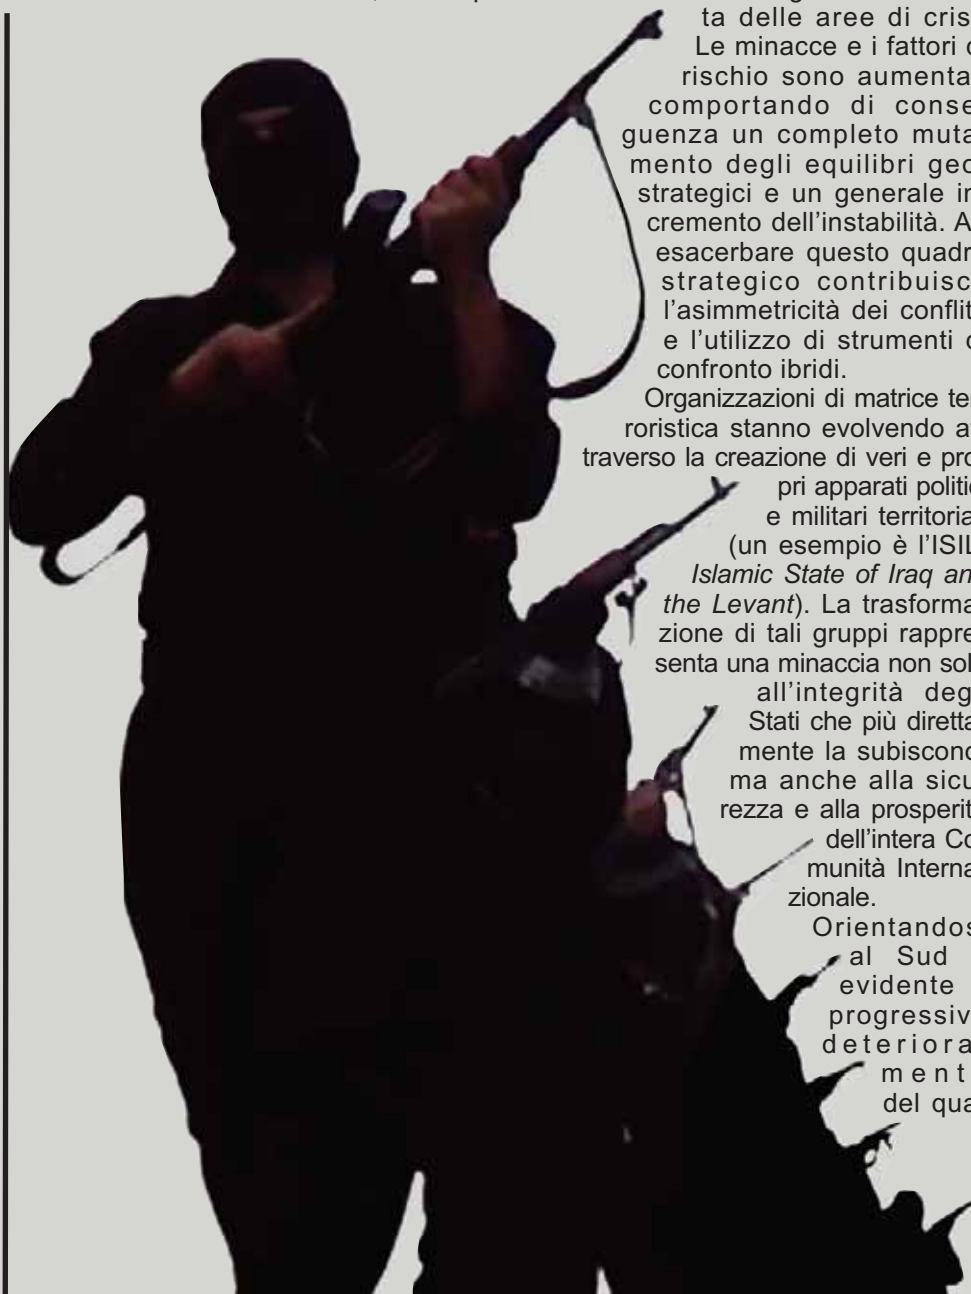 ta delle aree di cris
Le minacce e i fattori
rischio sono aumenta
comportando di conse
guenza un completo muta
mento degli equilibri geo
strategici e un generale in
cremento dell'instabilità. A
esacerbare questo quadr
strategico contribuisc
l'asimmetricità dei conflit
e l'utilizzo di strumenti
confronto ibridi.
Organizzazioni di matrice ter
roristica stanno evolvendo at
traverso la creazione di veri e pro
pri apparati politic
e militari territoria
(un esempio è l'ISIL
Islamic State of Iraq an
the Levant). La trasforma
zione di tali gruppi rappre
senta una minaccia non sol
all'integrità deg
Stati che più diretta
mente la subiscono
ma anche alla sicu
rezza e alla prosperit
dell'intera Co
munità Interna
zionale.
Orientandos
al Sud
evidente
progressiv
deteriora
ment
del qua